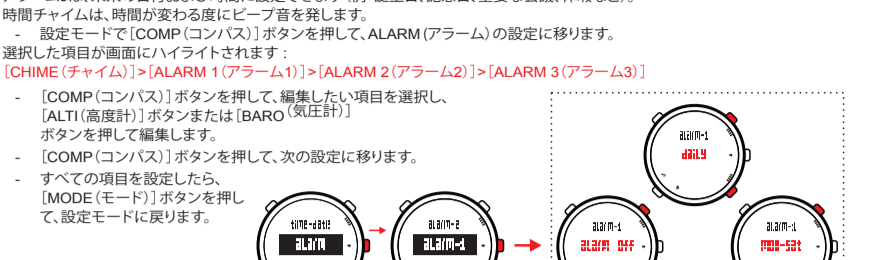 時間チャイムは、時間が変わる度にビープ音を発します。
- 設定モードで[COMP(コンパス)]ボタンを押して、ALARM(アラーム)の設定に移ります。
選択した項目が画面にハイライトされます:
[CHIME(チャイム)]>[ALARM 1(アラーム1)]>[ALARM 2(アラーム2)]>[ALARM 3(アラーム3)]
- [COMP(コンパス)]ボタンを押して、編集したい項目を選択し、
[ALTI(高度計)]ボタンまたは[BARO(気圧計)]
ボタンを押して編集します。
- [COMP(コンパス)]ボタンを押して、次の設定に移ります。
- すべての項目を設定したら、
[MODE(モード)]ボタンを押し
て、設定モードに戻ります。
time-date
alarm
alarm-2
alarm-1
alarm-1
daily
alarm-1
alarm off
alarm-1
mon-sat